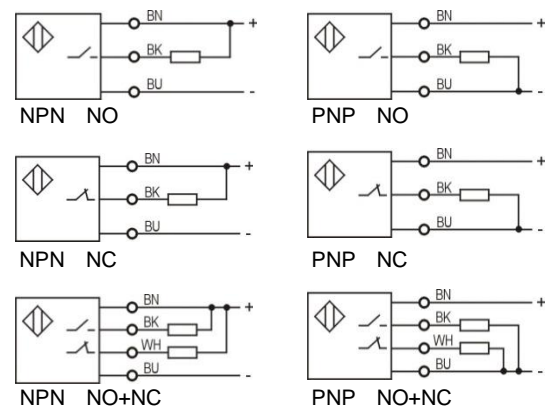 BN +
BK
BU -
NPN NO
BN +
BK
BU -
PNP NO
BN +
BK
BU -
NPN NC
BN +
BK
BU -
PNP NC
BN +
BK
WH
BU -
NPN NO+NC
BN +
BK
WH
BU -
PNP NO+NC